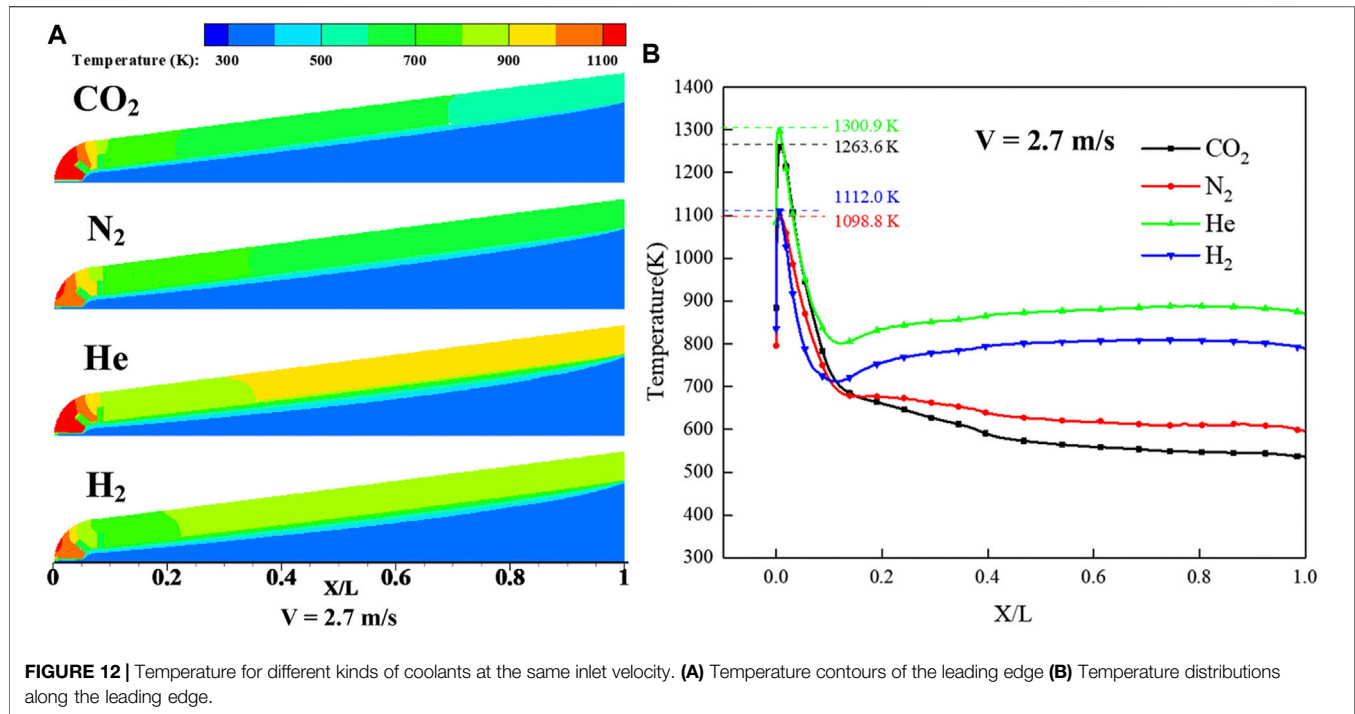 A
Temperature (K): 300 500 700 900 1100
CO₂
N₂
He
H₂
0 0.2 0.4 0.6 0.8 1
X/L
V = 2.7 m/s
B
1400
1300
1200
1100
1000
900
800
700
600
500
400
300
Temperature(K)
1300.9 K
1263.6 K
1112.0 K
1098.8 K
V = 2.7 m/s
CO₂
N₂
He
H₂
0.0 0.2 0.4 0.6 0.8 1.0
X/L
FIGURE 12 | Temperature for different kinds of coolants at the same inlet velocity. (A) Temperature contours of the leading edge (B) Temperature distributions
along the leading edge.